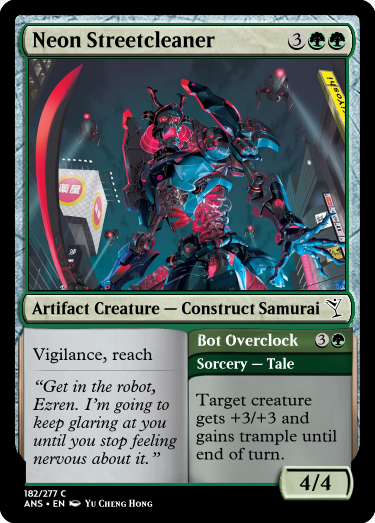 Neon Streetcleaner 3
Artifact Creature — Construct Samurai
Vigilance, reach
“Get in the robot,
Ezren. I’m going to
keep glaring at you
until you stop feeling
nervous about it.”
Bot Overclock 3
Sorcery — Tale
Target creature
gets +3/+3 and
gains trample until
end of turn.
4/4
182/277 C
ANS • EN Yu Cheng Hong